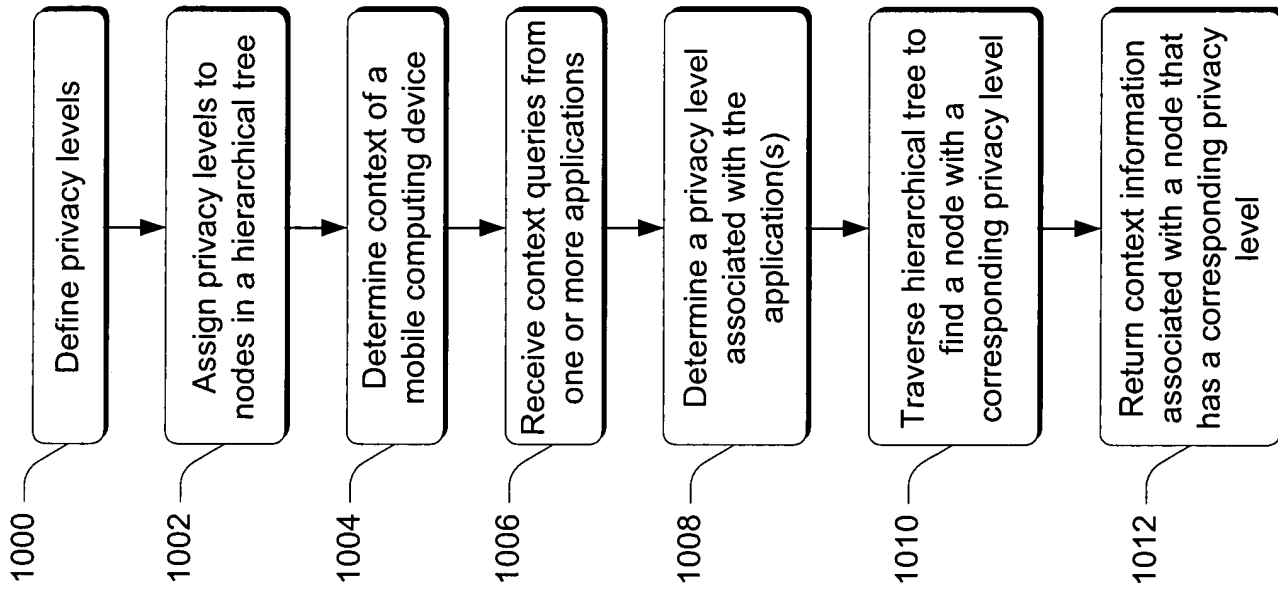 1000
Define privacy levels
1002
Assign privacy levels to
nodes in a hierarchical tree
1004
Determine context of a
mobile computing device
1006
Receive context queries from
one or more applications
1008
Determine a privacy level
associated with the
application(s)
1010
Traverse hierarchical tree to
find a node with a
corresponding privacy level
1012
Return context information
associated with a node that
has a corresponding privacy
level